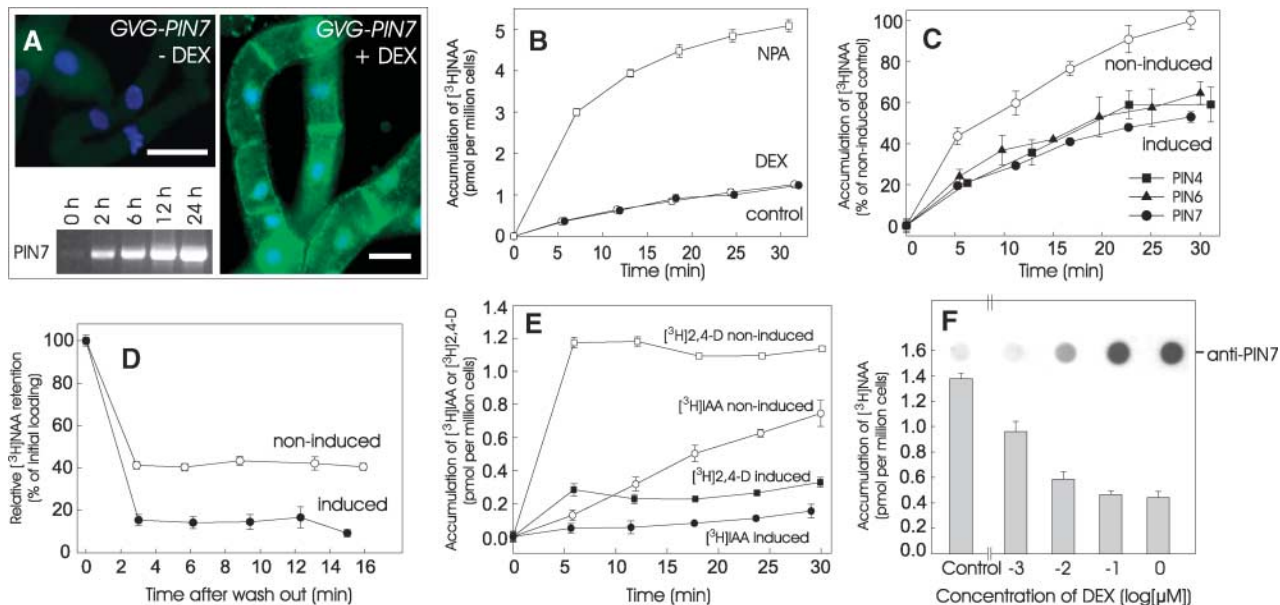 A
GVG-PIN7
- DEX
GVG-PIN7
+ DEX
0 h
2 h
6 h
12 h
24 h
PIN7
B
Accumulation of [³H]NAA
(pmol per million cells)
5
4
3
2
1
0
NPA
DEX
control
0 5 10 15 20 25 30
Time (min)
C
Accumulation of [³H]NAA
(% of non-induced control)
100
80
60
40
20
0
non-induced
induced
PIN4
PIN6
PIN7
0 5 10 15 20 25 30
Time (min)
D
Relative [³H]NAA retention
(% of initial loading)
100
80
60
40
20
0
non-induced
induced
0 2 4 6 8 10 12 14 16
Time after wash out (min)
E
Accumulation of [³H]IAA or [³H]2,4-D
(pmol per million cells)
1.4
1.2
1.0
0.8
0.6
0.4
0.2
0.0
[³H]2,4-D non-induced
[³H]IAA non-induced
[³H]2,4-D induced
[³H]IAA induced
0 5 10 15 20 25 30
Time (min)
F
anti-PIN7
Accumulation of [³H]NAA
(pmol per million cells)
1.6
1.4
1.2
1.0
0.8
0.6
0.4
0.2
0.0
Control -3 -2 -1 0
Concentration of DEX (log[µM])